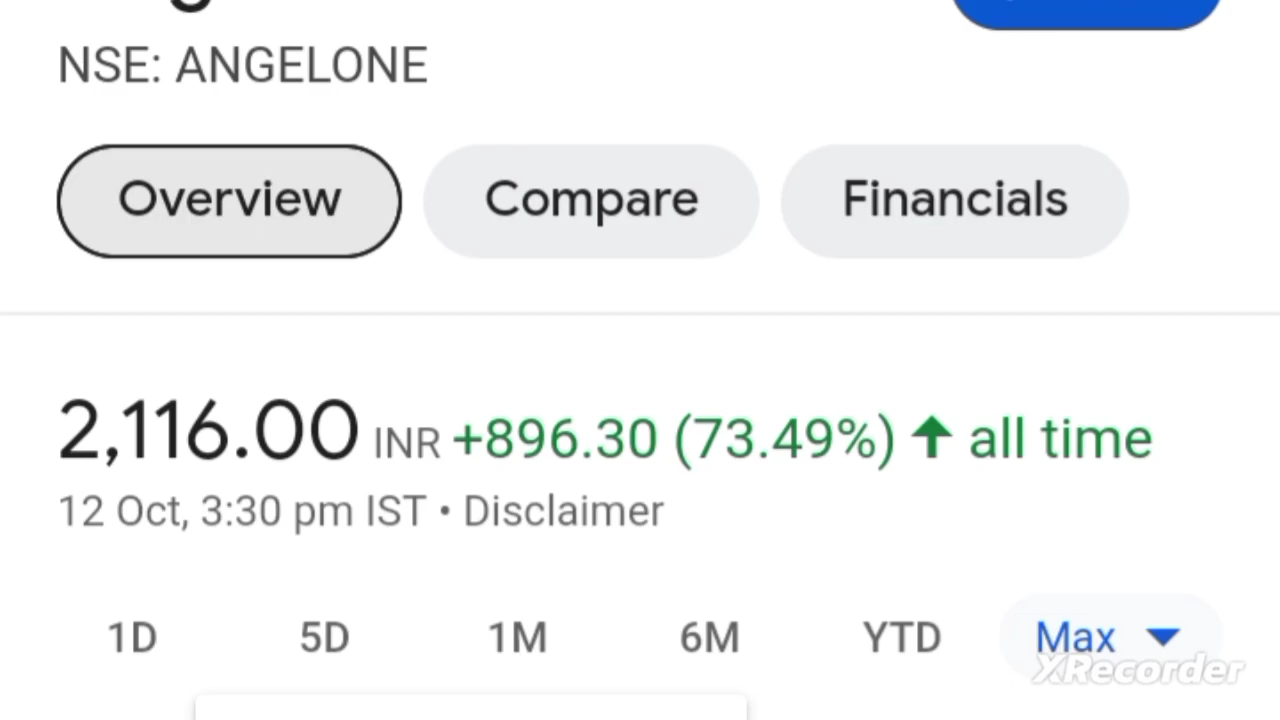 NSE: ANGELONE
Overview Compare Financials
2,116.00 INR +896.30 (73.49%) ↑ all time
12 Oct, 3:30 pm IST • Disclaimer
1D 5D 1M 6M YTD Max
XRecorder